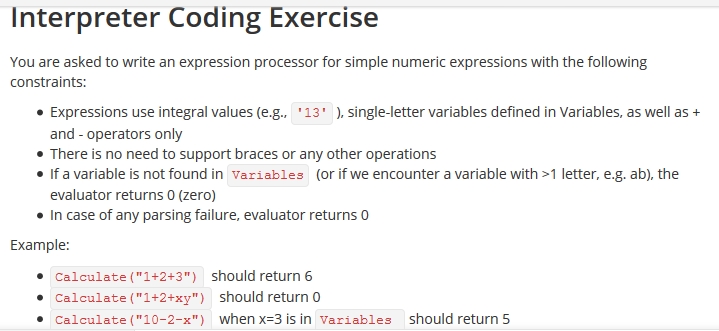 Interpreter Coding Exercise
You are asked to write an expression processor for simple numeric expressions with the following
constraints:
• Expressions use integral values (e.g., '13' ), single-letter variables defined in Variables, as well as +
and - operators only
• There is no need to support braces or any other operations
• If a variable is not found in Variables (or if we encounter a variable with >1 letter, e.g. ab), the
evaluator returns 0 (zero)
• In case of any parsing failure, evaluator returns 0
Example:
• Calculate("1+2+3") should return 6
• Calculate("1+2+xy") should return 0
• Calculate("10-2-x") when x=3 is in Variables should return 5